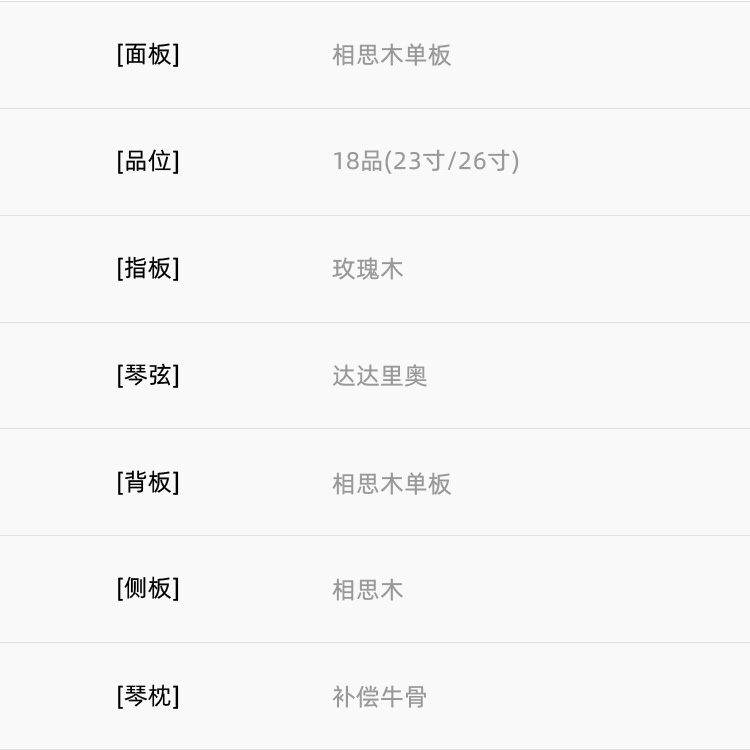 [面板] 相思木单板
[品位] 18品(23寸/26寸)
[指板] 玫瑰木
[琴弦] 达达里奥
[背板] 相思木单板
[侧板] 相思木
[琴枕] 补偿牛骨